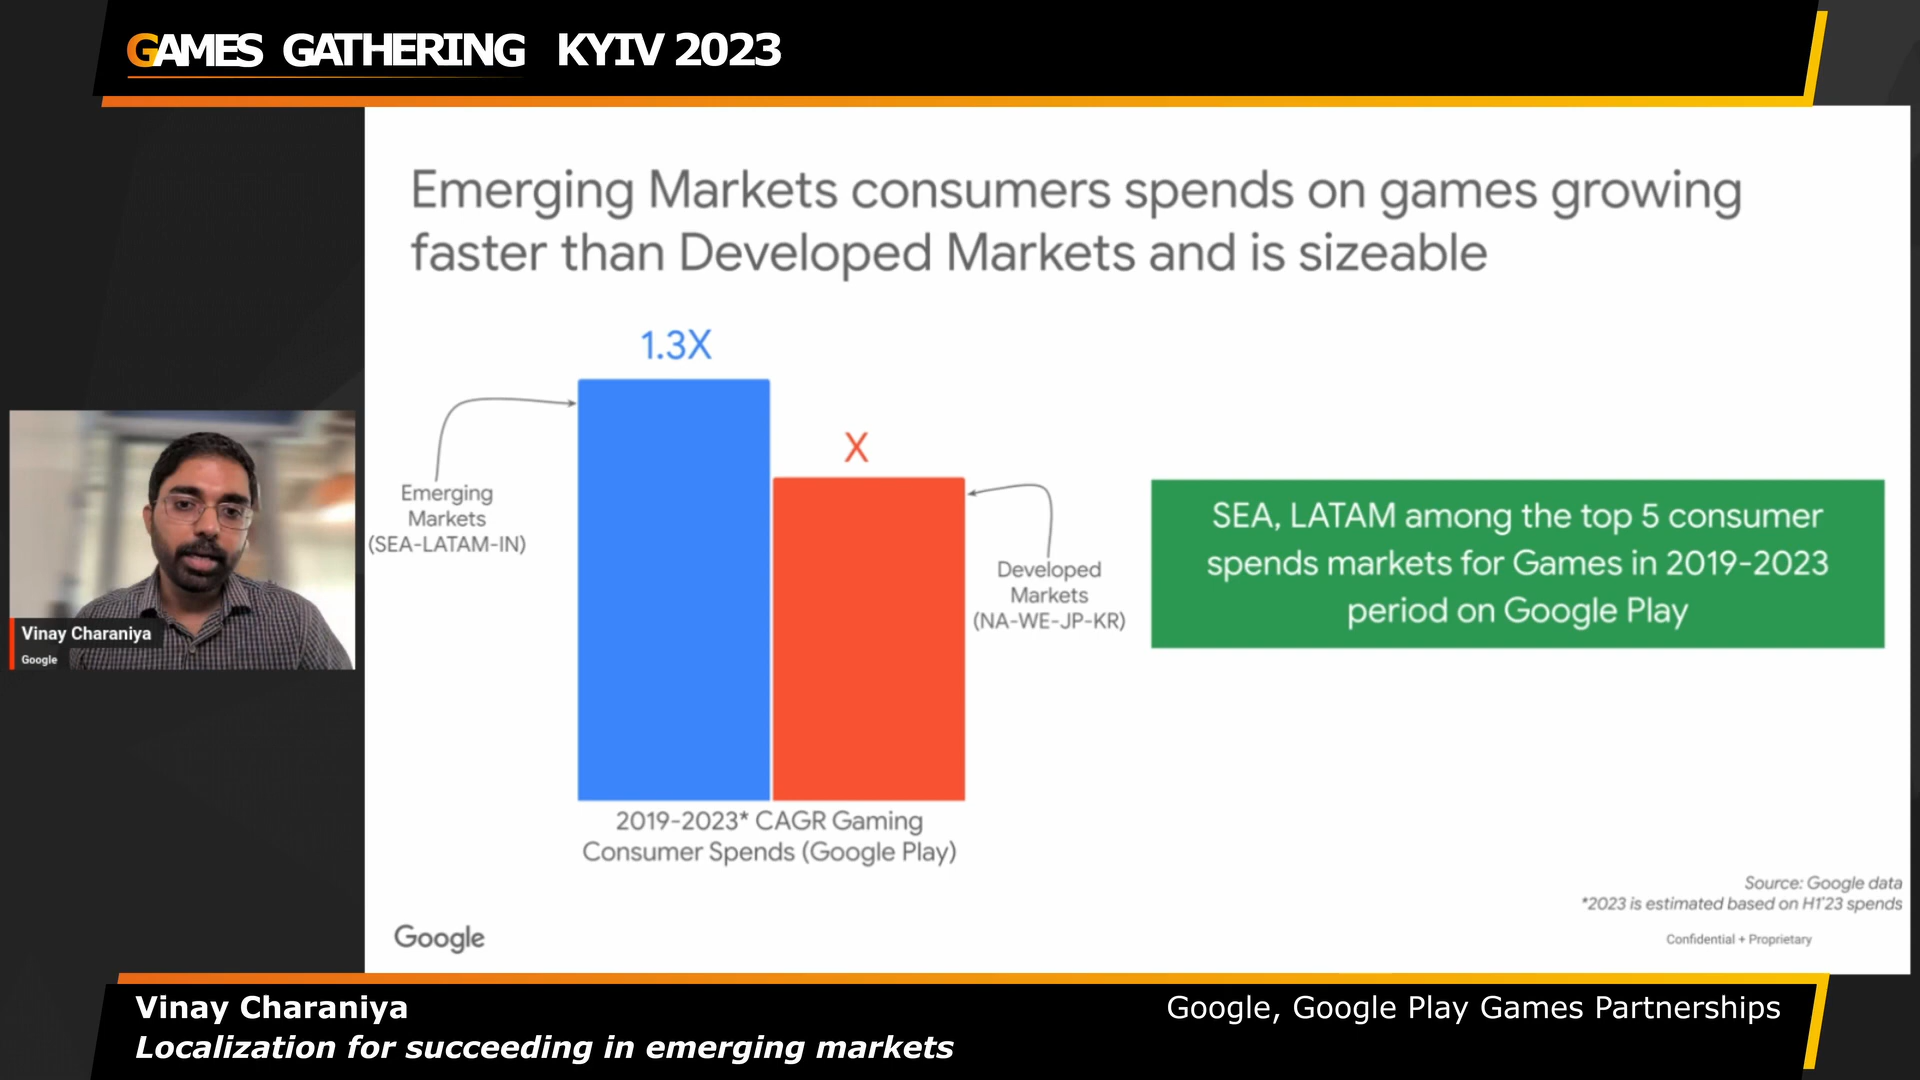 GAMES GATHERING KYIV 2023
Emerging Markets consumers spends on games growing
faster than Developed Markets and is sizeable
1.3X
X
Emerging
Markets
(SEA-LATAM-IN)
Developed
Markets
(NA-WE-JP-KR)
SEA, LATAM among the top 5 consumer
spends markets for Games in 2019-2023
period on Google Play
Vinay Charaniya
Google
2019-2023* CAGR Gaming
Consumer Spends (Google Play)
Source: Google data
*2023 is estimated based on H1'23 spends
Google
Confidential + Proprietary
Vinay Charaniya
Google, Google Play Games Partnerships
Localization for succeeding in emerging markets